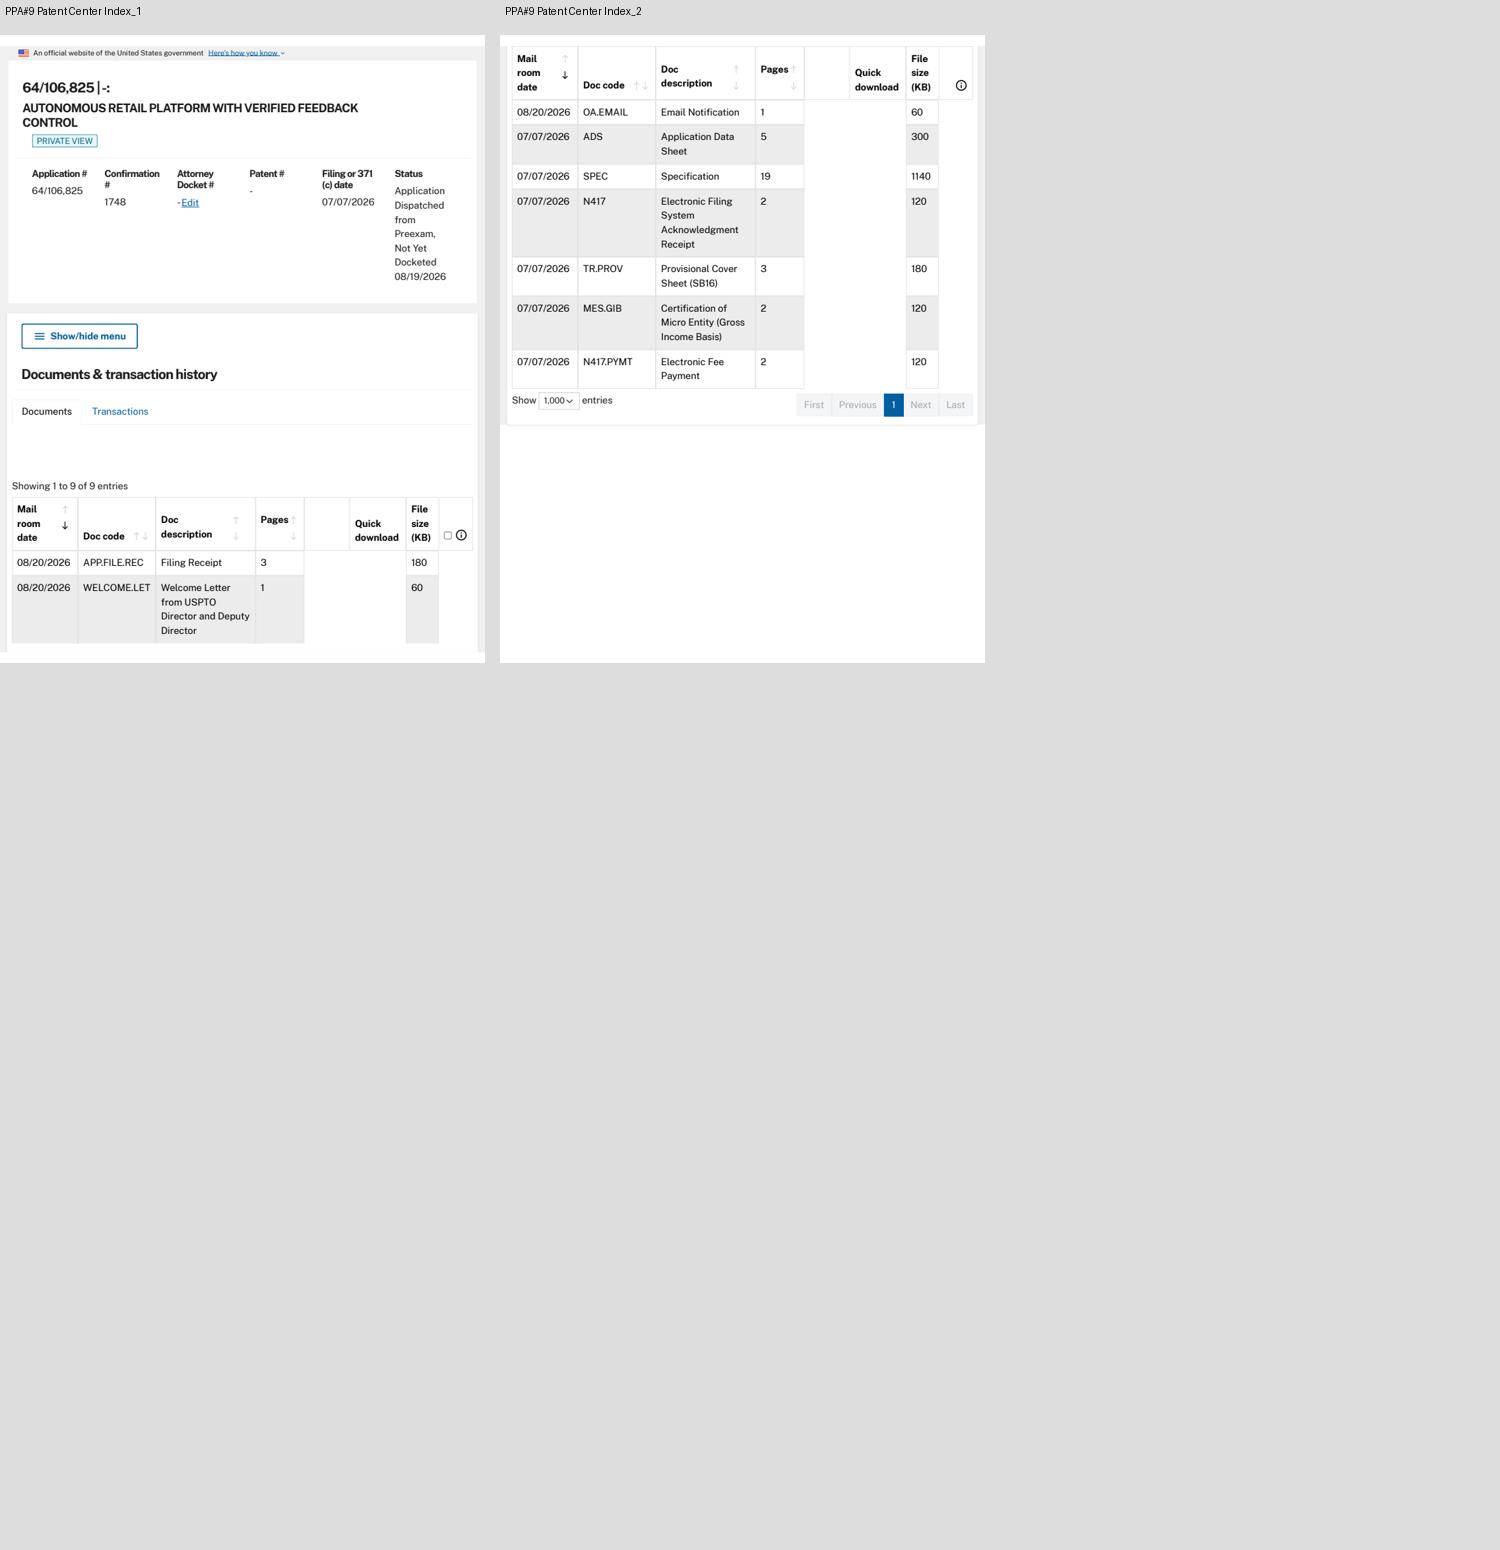 PPA#9 Patent Center Index_1
An official website of the United States government Here's how you know
64/106,825 | -:
AUTONOMOUS RETAIL PLATFORM WITH VERIFIED FEEDBACK
CONTROL
PRIVATE VIEW
Application # Confirmation # Attorney Docket # Patent # Filing or 371 (c) date Status
64/106,825 1748 - Edit - 07/07/2026 Application
Dispatched
from
Preexam,
Not Yet
Docketed
08/19/2026
Show/hide menu
Documents & transaction history
Documents Transactions
Showing 1 to 9 of 9 entries
Mail room date Doc code Doc description Pages Quick download File size (KB)
08/20/2026 APP.FILE.REC Filing Receipt 3 180
08/20/2026 WELCOME.LET Welcome Letter 1 60
from USPTO
Director and Deputy
Director
PPA#9 Patent Center Index_2
Mail room date Doc code Doc description Pages Quick download File size (KB)
08/20/2026 OA.EMAIL Email Notification 1 60
07/07/2026 ADS Application Data 5 300
Sheet
07/07/2026 SPEC Specification 19 1140
07/07/2026 N417 Electronic Filing 2 120
System
Acknowledgment
Receipt
07/07/2026 TR.PROV Provisional Cover 3 180
Sheet (SB16)
07/07/2026 MES.GIB Certification of 2 120
Micro Entity (Gross
Income Basis)
07/07/2026 N417.PYMT Electronic Fee 2 120
Payment
Show 1,000 entries First Previous 1 Next Last